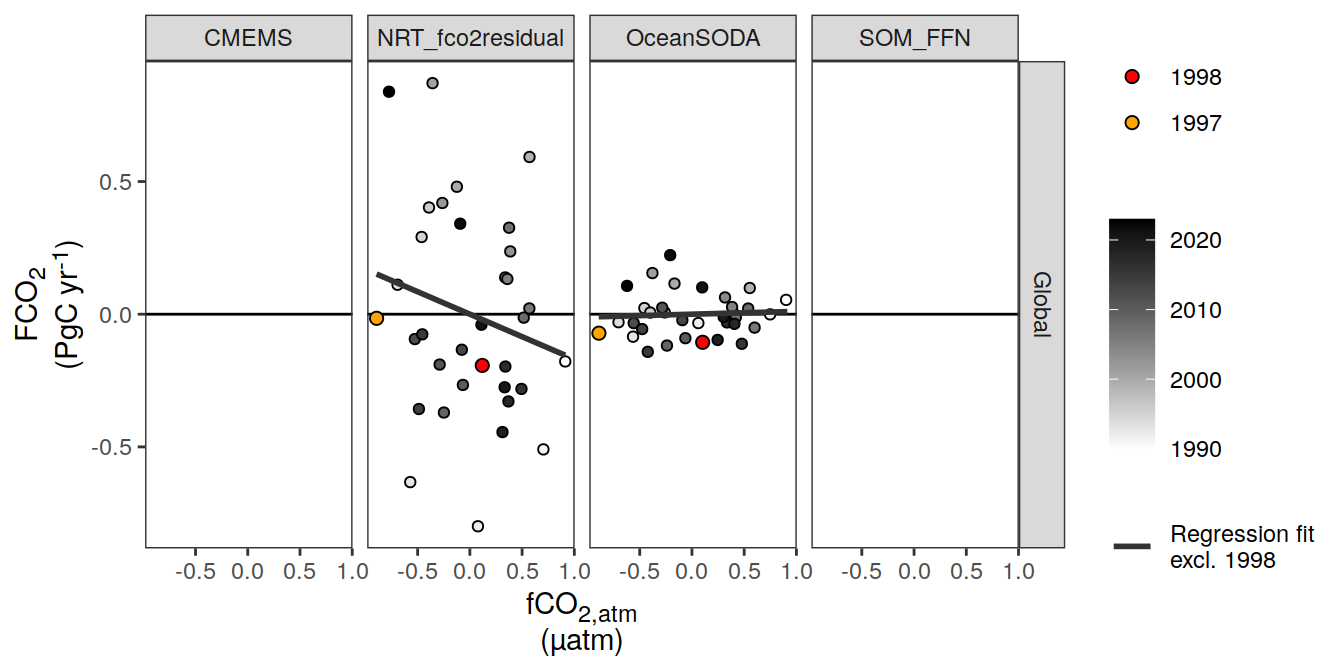 CMEMS
NRT_fco2residual
OceanSODA
SOM_FFN
Global
FCO2
(PgC yr-1)
0.5
0.0
-0.5
-0.5 0.0 0.5 1.0
-0.5 0.0 0.5 1.0
-0.5 0.0 0.5 1.0
-0.5 0.0 0.5 1.0
fCO2,atm
(µatm)
1998
1997
2020
2010
2000
1990
Regression fit
excl. 1998